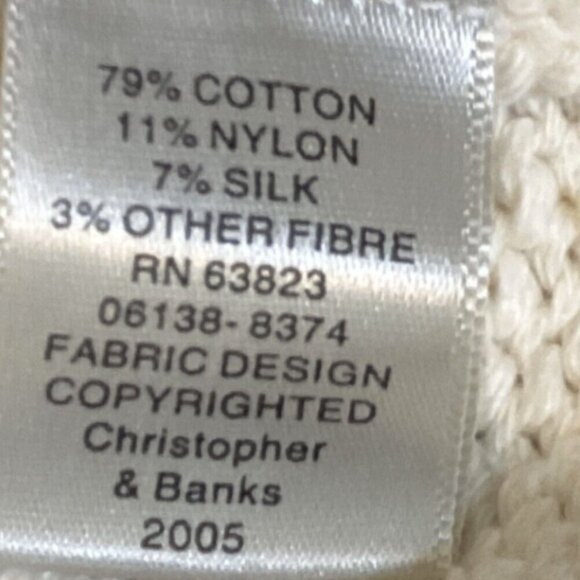 79% COTTON
11% NYLON
7% SILK
3% OTHER FIBRE
RN 63823
06138-8374
FABRIC DESIGN
COPYRIGHTED
Christopher
& Banks
2005